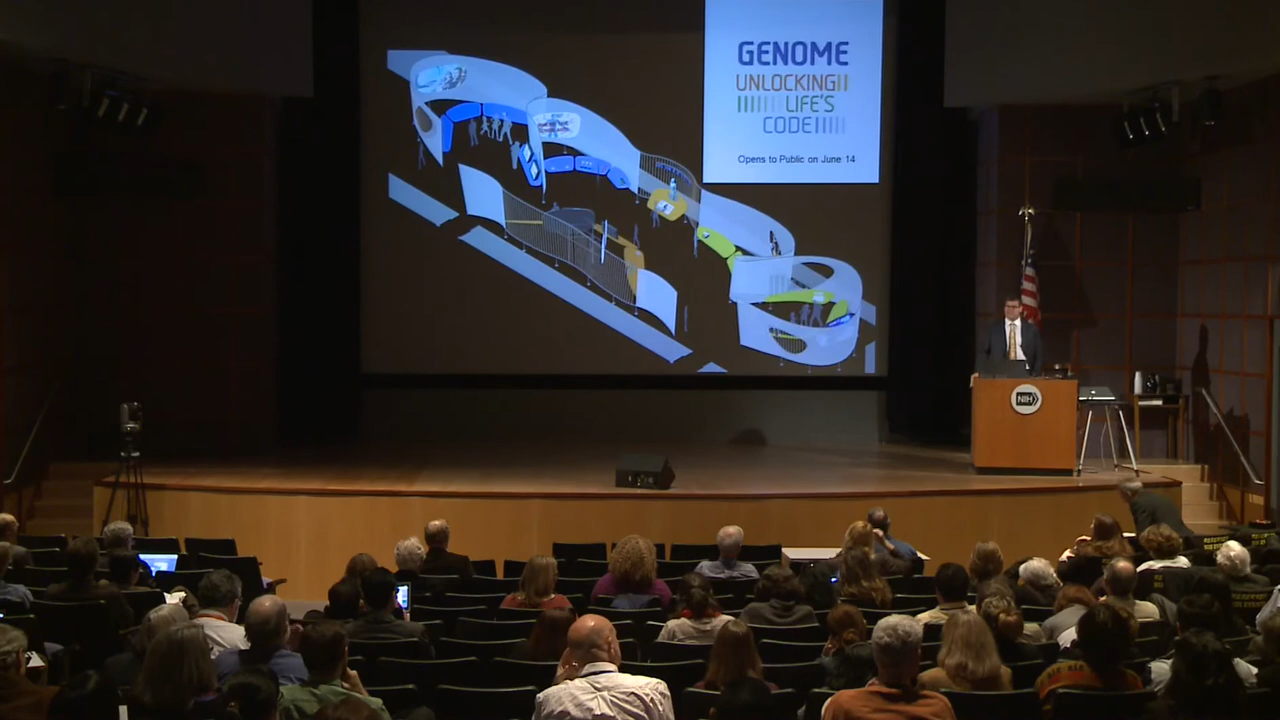 GENOME
UNLOCKING
LIFE'S
CODE
Opens to Public on June 14
NIH